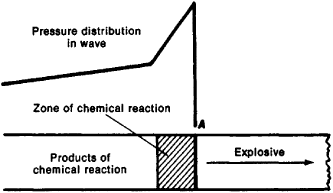 Pressure distribution
in wave
Zone of chemical reaction
A
Products of
chemical reaction
Explosive